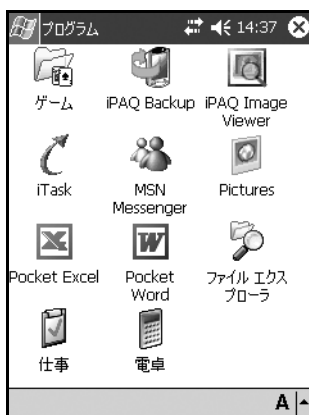 プログラム 14:37
ゲーム iPAQ Backup iPAQ Image
Viewer
iTask MSN Pictures
Messenger
Pocket Excel Pocket ファイル エクス
Word プローラ
仕事 電卓
A